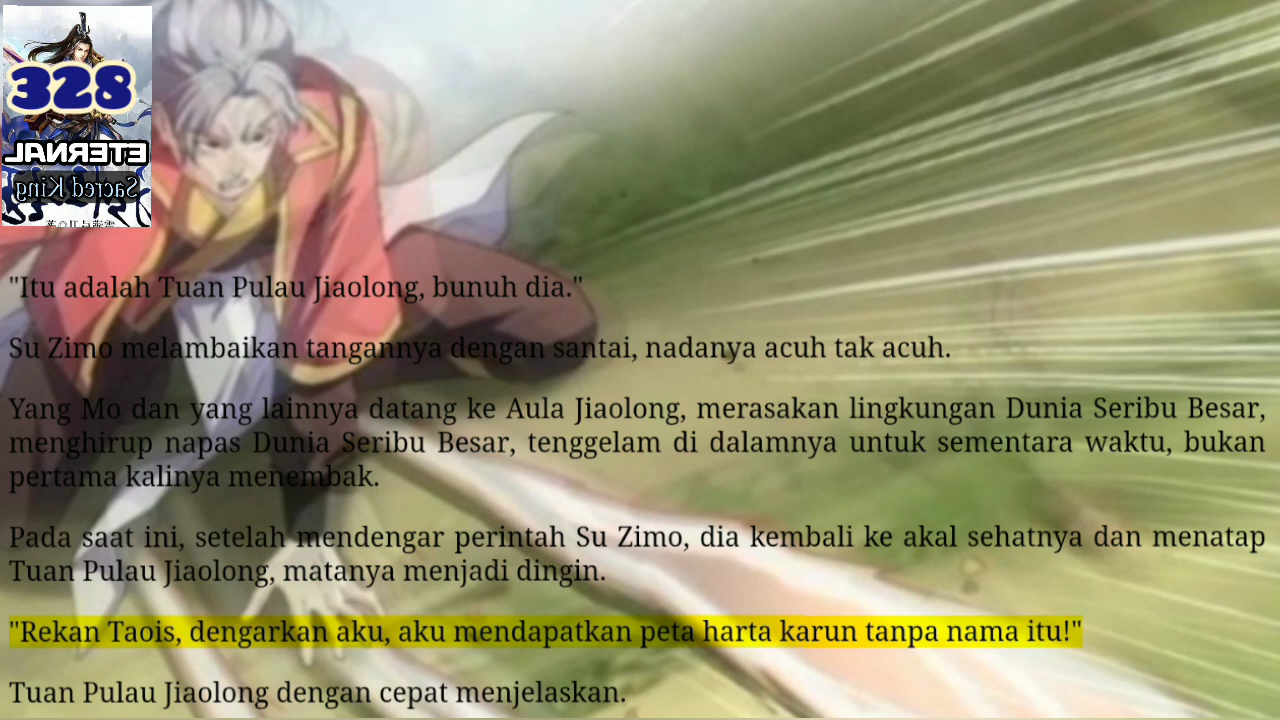 328
ETERNAL
Sacred King
"Itu adalah Tuan Pulau Jiaolong, bunuh dia."
Su Zimo melambaikan tangannya dengan santai, nadanya acuh tak acuh.
Yang Mo dan yang lainnya datang ke Aula Jiaolong, merasakan lingkungan Dunia Seribu Besar,
menghirup napas Dunia Seribu Besar, tenggelam di dalamnya untuk sementara waktu, bukan
pertama kalinya menembak.
Pada saat ini, setelah mendengar perintah Su Zimo, dia kembali ke akal sehatnya dan menatap
Tuan Pulau Jiaolong, matanya menjadi dingin.
"Rekan Taois, dengarkan aku, aku mendapatkan peta harta karun tanpa nama itu!"
Tuan Pulau Jiaolong dengan cepat menjelaskan.